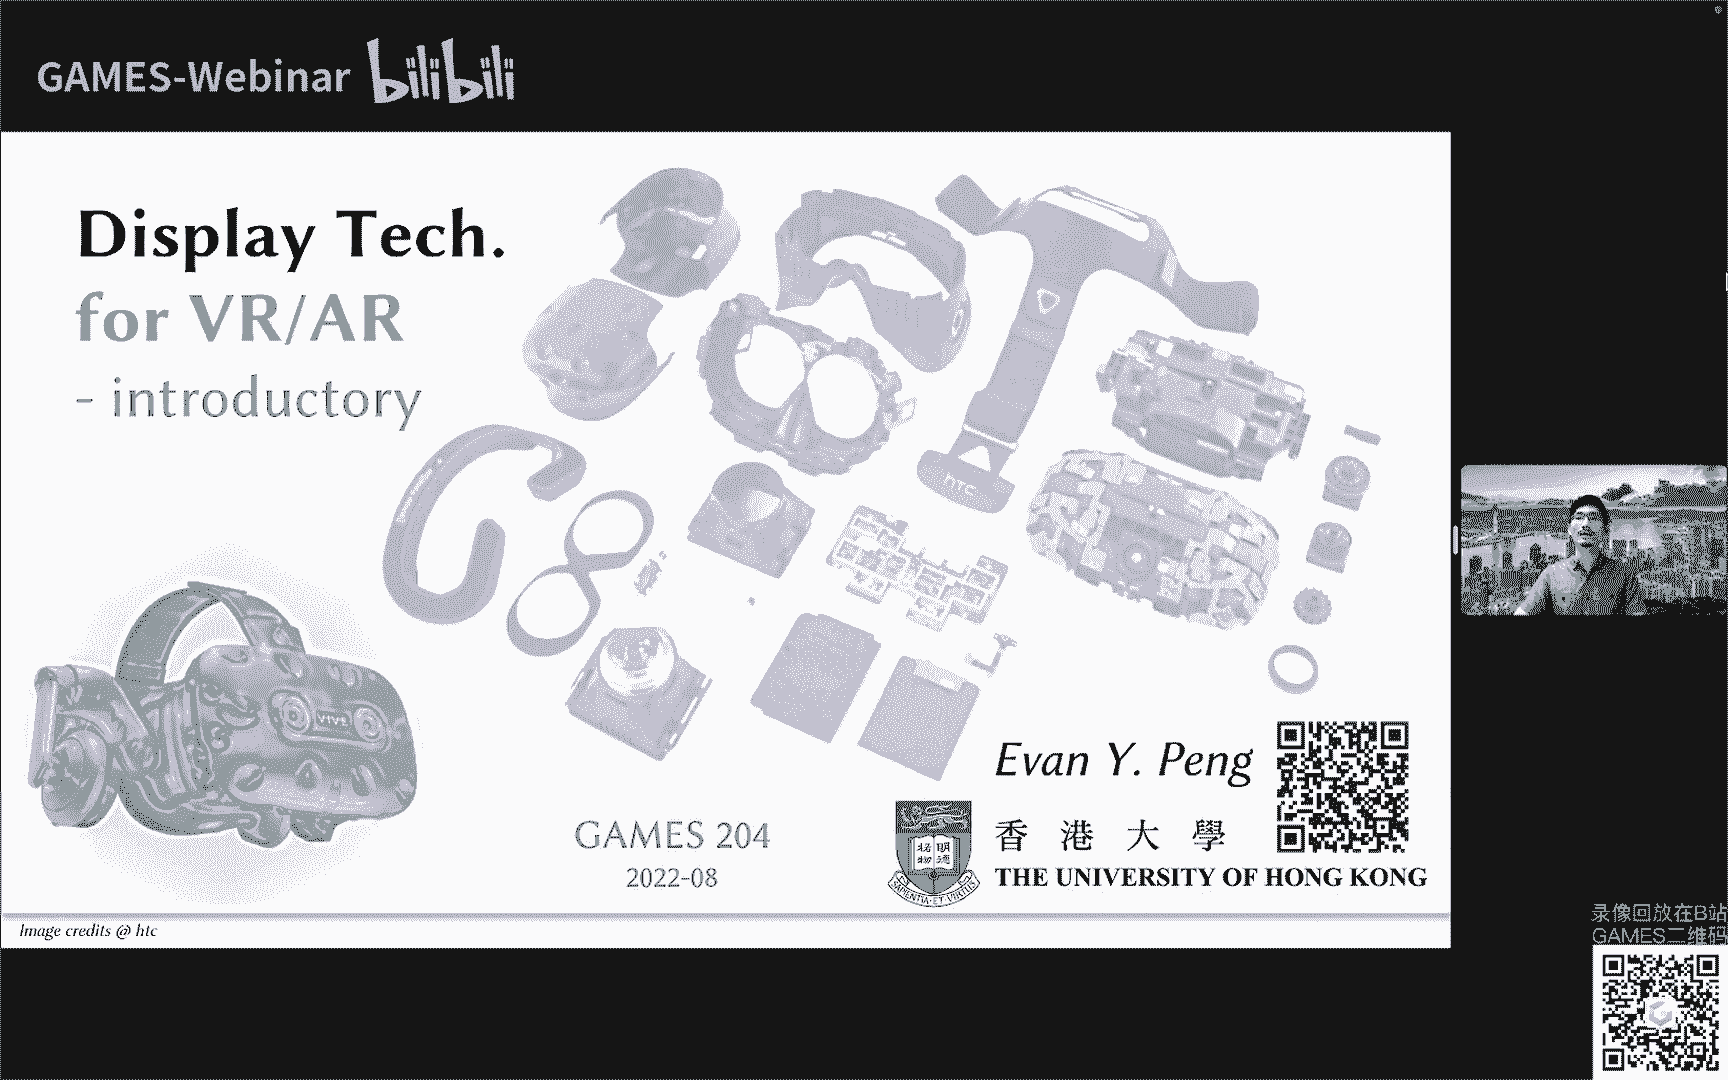 GAMES-Webinar bilibili
Display Tech.
for VR/AR
- introductory
htc
VIVE
Evan Y. Peng
GAMES 204
2022-08
香港大學
THE UNIVERSITY OF HONG KONG
SAPIENTIA·ET·VIRTUS
明德
格物
Image credits @ htc
录像回放在B站
GAMES二维码